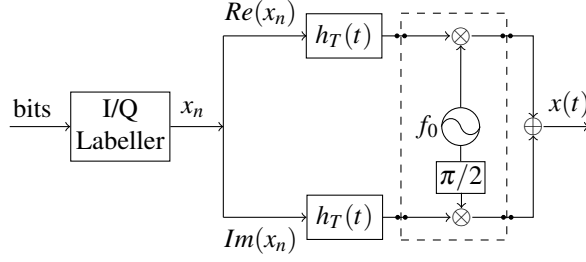 Re(x_n)
h_T(t)
bits
I/Q
Labeller
x_n
f_0
x(t)
π/2
h_T(t)
Im(x_n)